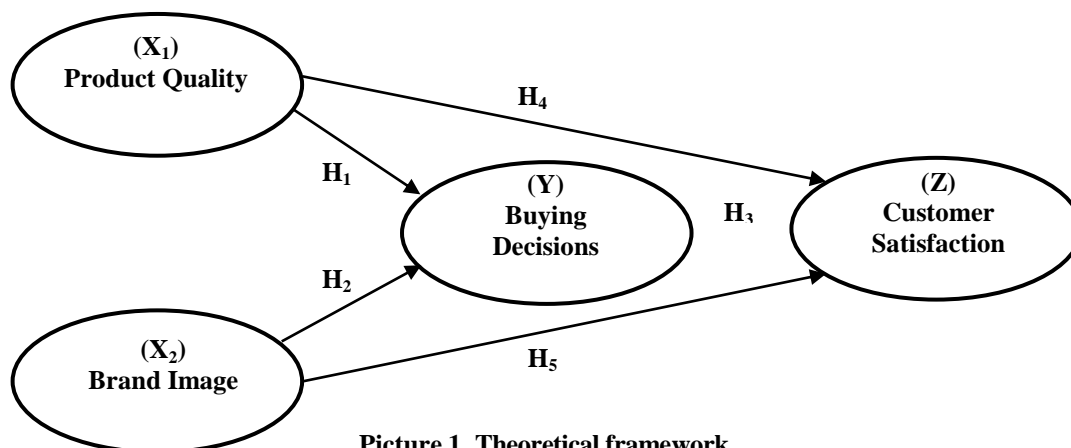 (X₁)
Product Quality
H₄
H₁
(Y)
Buying
Decisions
H₃
(Z)
Customer
Satisfaction
H₂
(X₂)
Brand Image
H₅
Picture 1. Theoretical framework